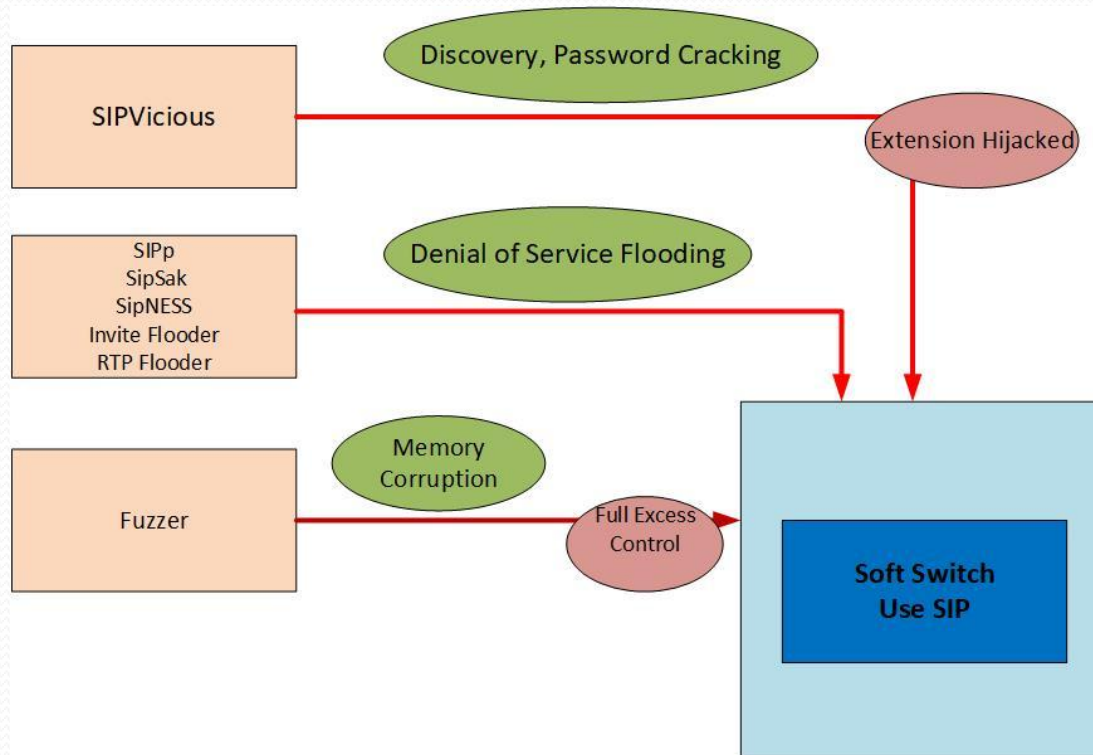 Discovery, Password Cracking
SIPVicious
Extension Hijacked
SIPp
SipSak
SipNESS
Invite Flooder
RTP Flooder
Denial of Service Flooding
Memory
Corruption
Fuzzer
Full Excess
Control
Soft Switch
Use SIP